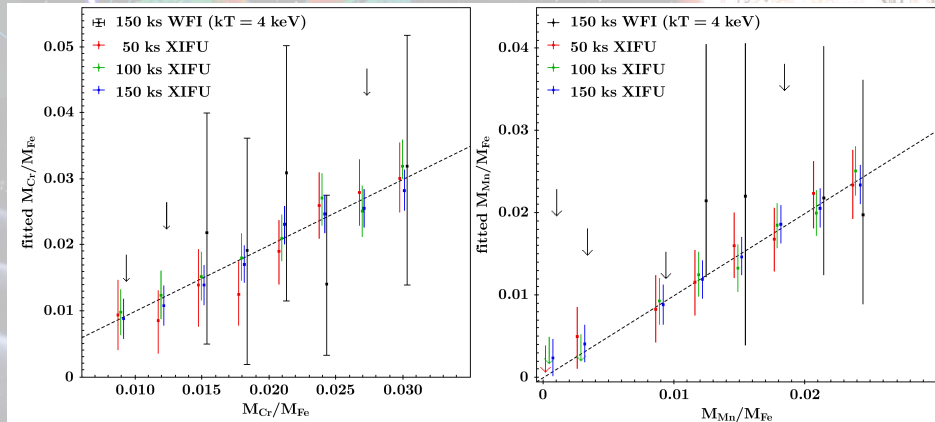 150 ks WFI (kT = 4 keV)
50 ks XIFU
100 ks XIFU
150 ks XIFU
0.05
0.04
0.03
0.02
0.01
0
fitted M_Cr/M_Fe
0.010
0.015
0.020
0.025
0.030
M_Cr/M_Fe
150 ks WFI (kT = 4 keV)
50 ks XIFU
100 ks XIFU
150 ks XIFU
0.04
0.03
0.02
0.01
0
fitted M_Mn/M_Fe
0
0.01
0.02
M_Mn/M_Fe